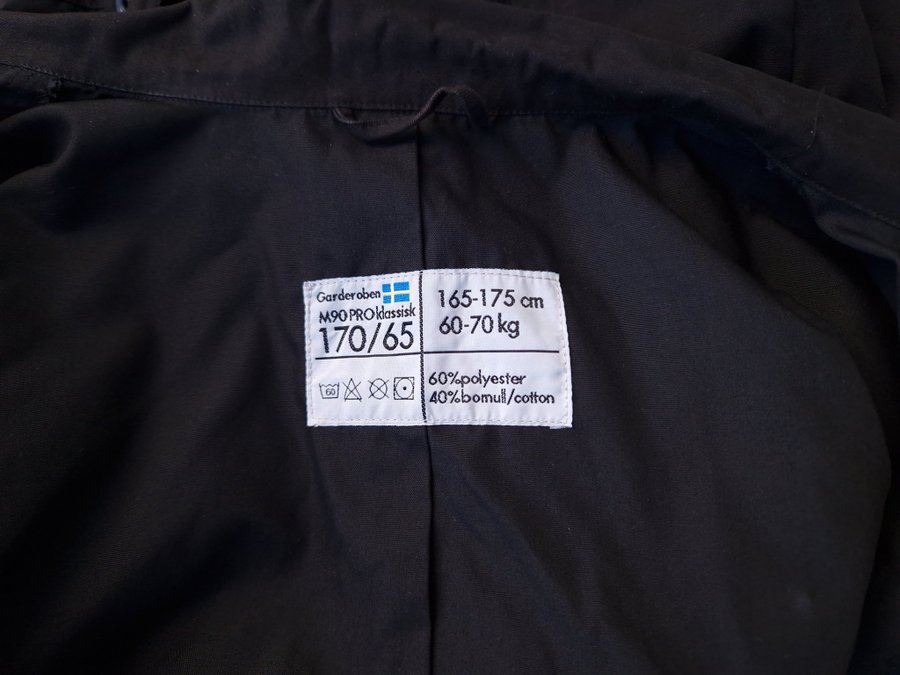 Garderoben
M90 PRO klassisk
170/65
60
165-175 cm
60-70 kg
60%polyester
40%bomull/cotton